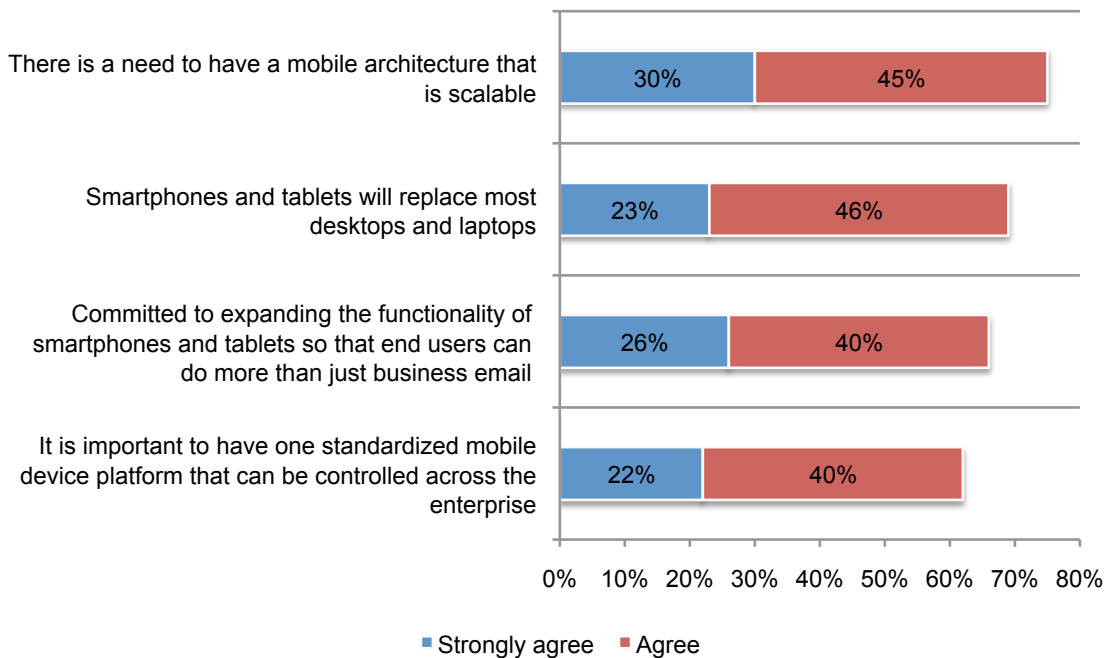 There is a need to have a mobile architecture that
is scalable
30%
45%
Smartphones and tablets will replace most
desktops and laptops
23%
46%
Committed to expanding the functionality of
smartphones and tablets so that end users can
do more than just business email
26%
40%
It is important to have one standardized mobile
device platform that can be controlled across the
enterprise
22%
40%
0% 10% 20% 30% 40% 50% 60% 70% 80%
Strongly agree Agree